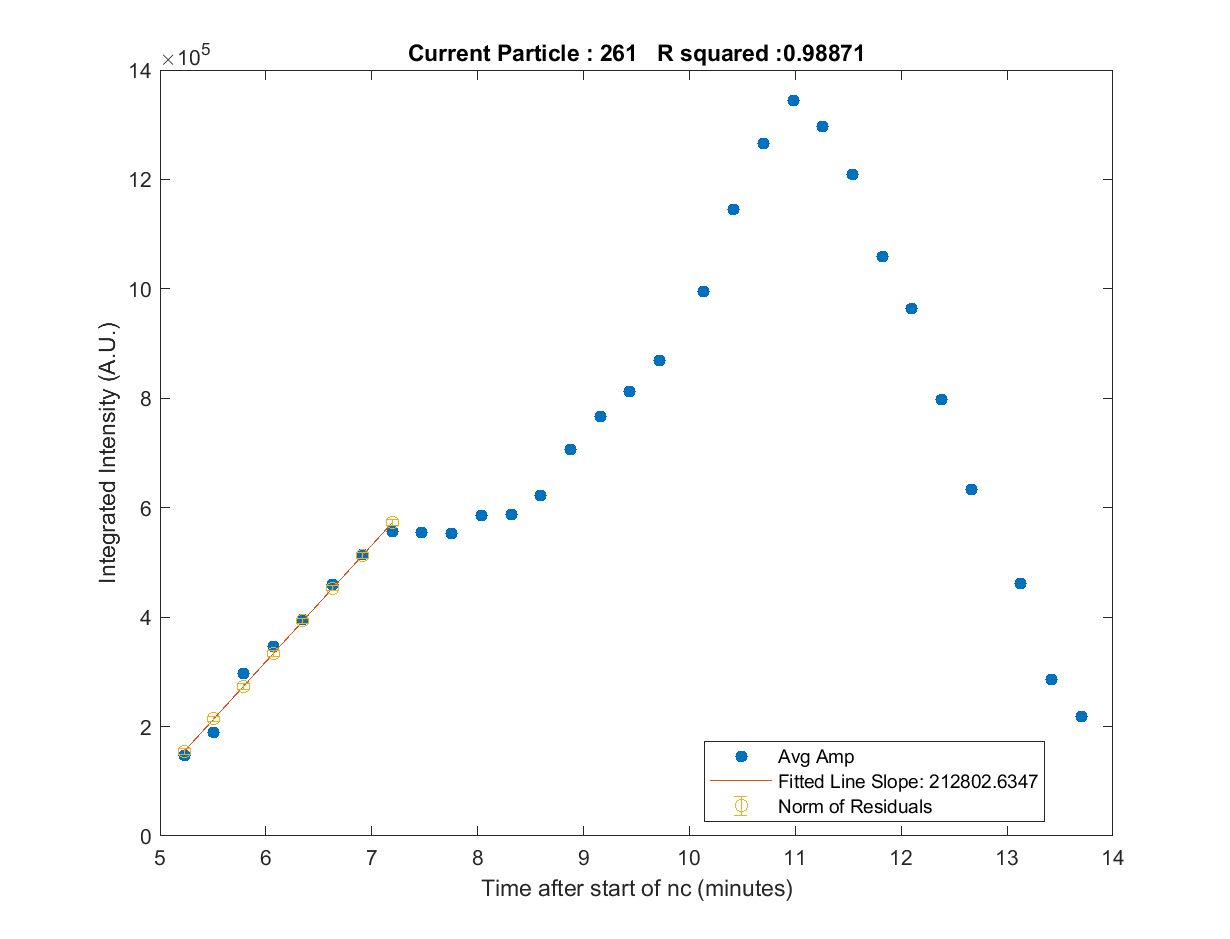 Current Particle : 261   R squared :0.98871
×10^5
14
12
10
8
6
4
2
0
Integrated Intensity (A.U.)
Avg Amp
Fitted Line Slope: 212802.6347
Norm of Residuals
5 6 7 8 9 10 11 12 13 14
Time after start of nc (minutes)